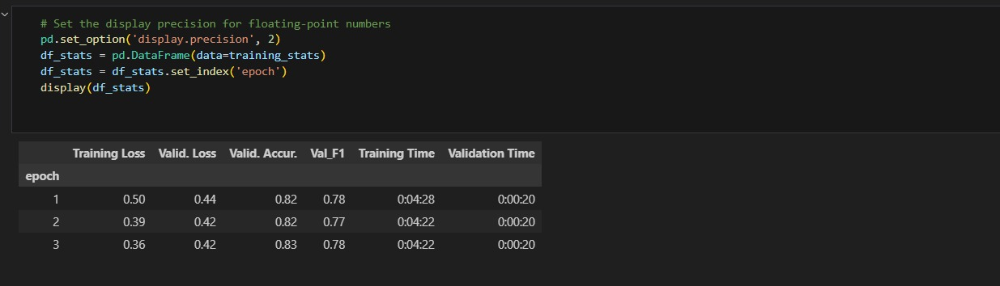 # Set the display precision for floating-point numbers
pd.set_option('display.precision', 2)
df_stats = pd.DataFrame(data=training_stats)
df_stats = df_stats.set_index('epoch')
display(df_stats)
Training Loss Valid. Loss Valid. Accur. Val_F1 Training Time Validation Time
epoch
1 0.50 0.44 0.82 0.78 0:04:28 0:00:20
2 0.39 0.42 0.82 0.77 0:04:22 0:00:20
3 0.36 0.42 0.83 0.78 0:04:22 0:00:20